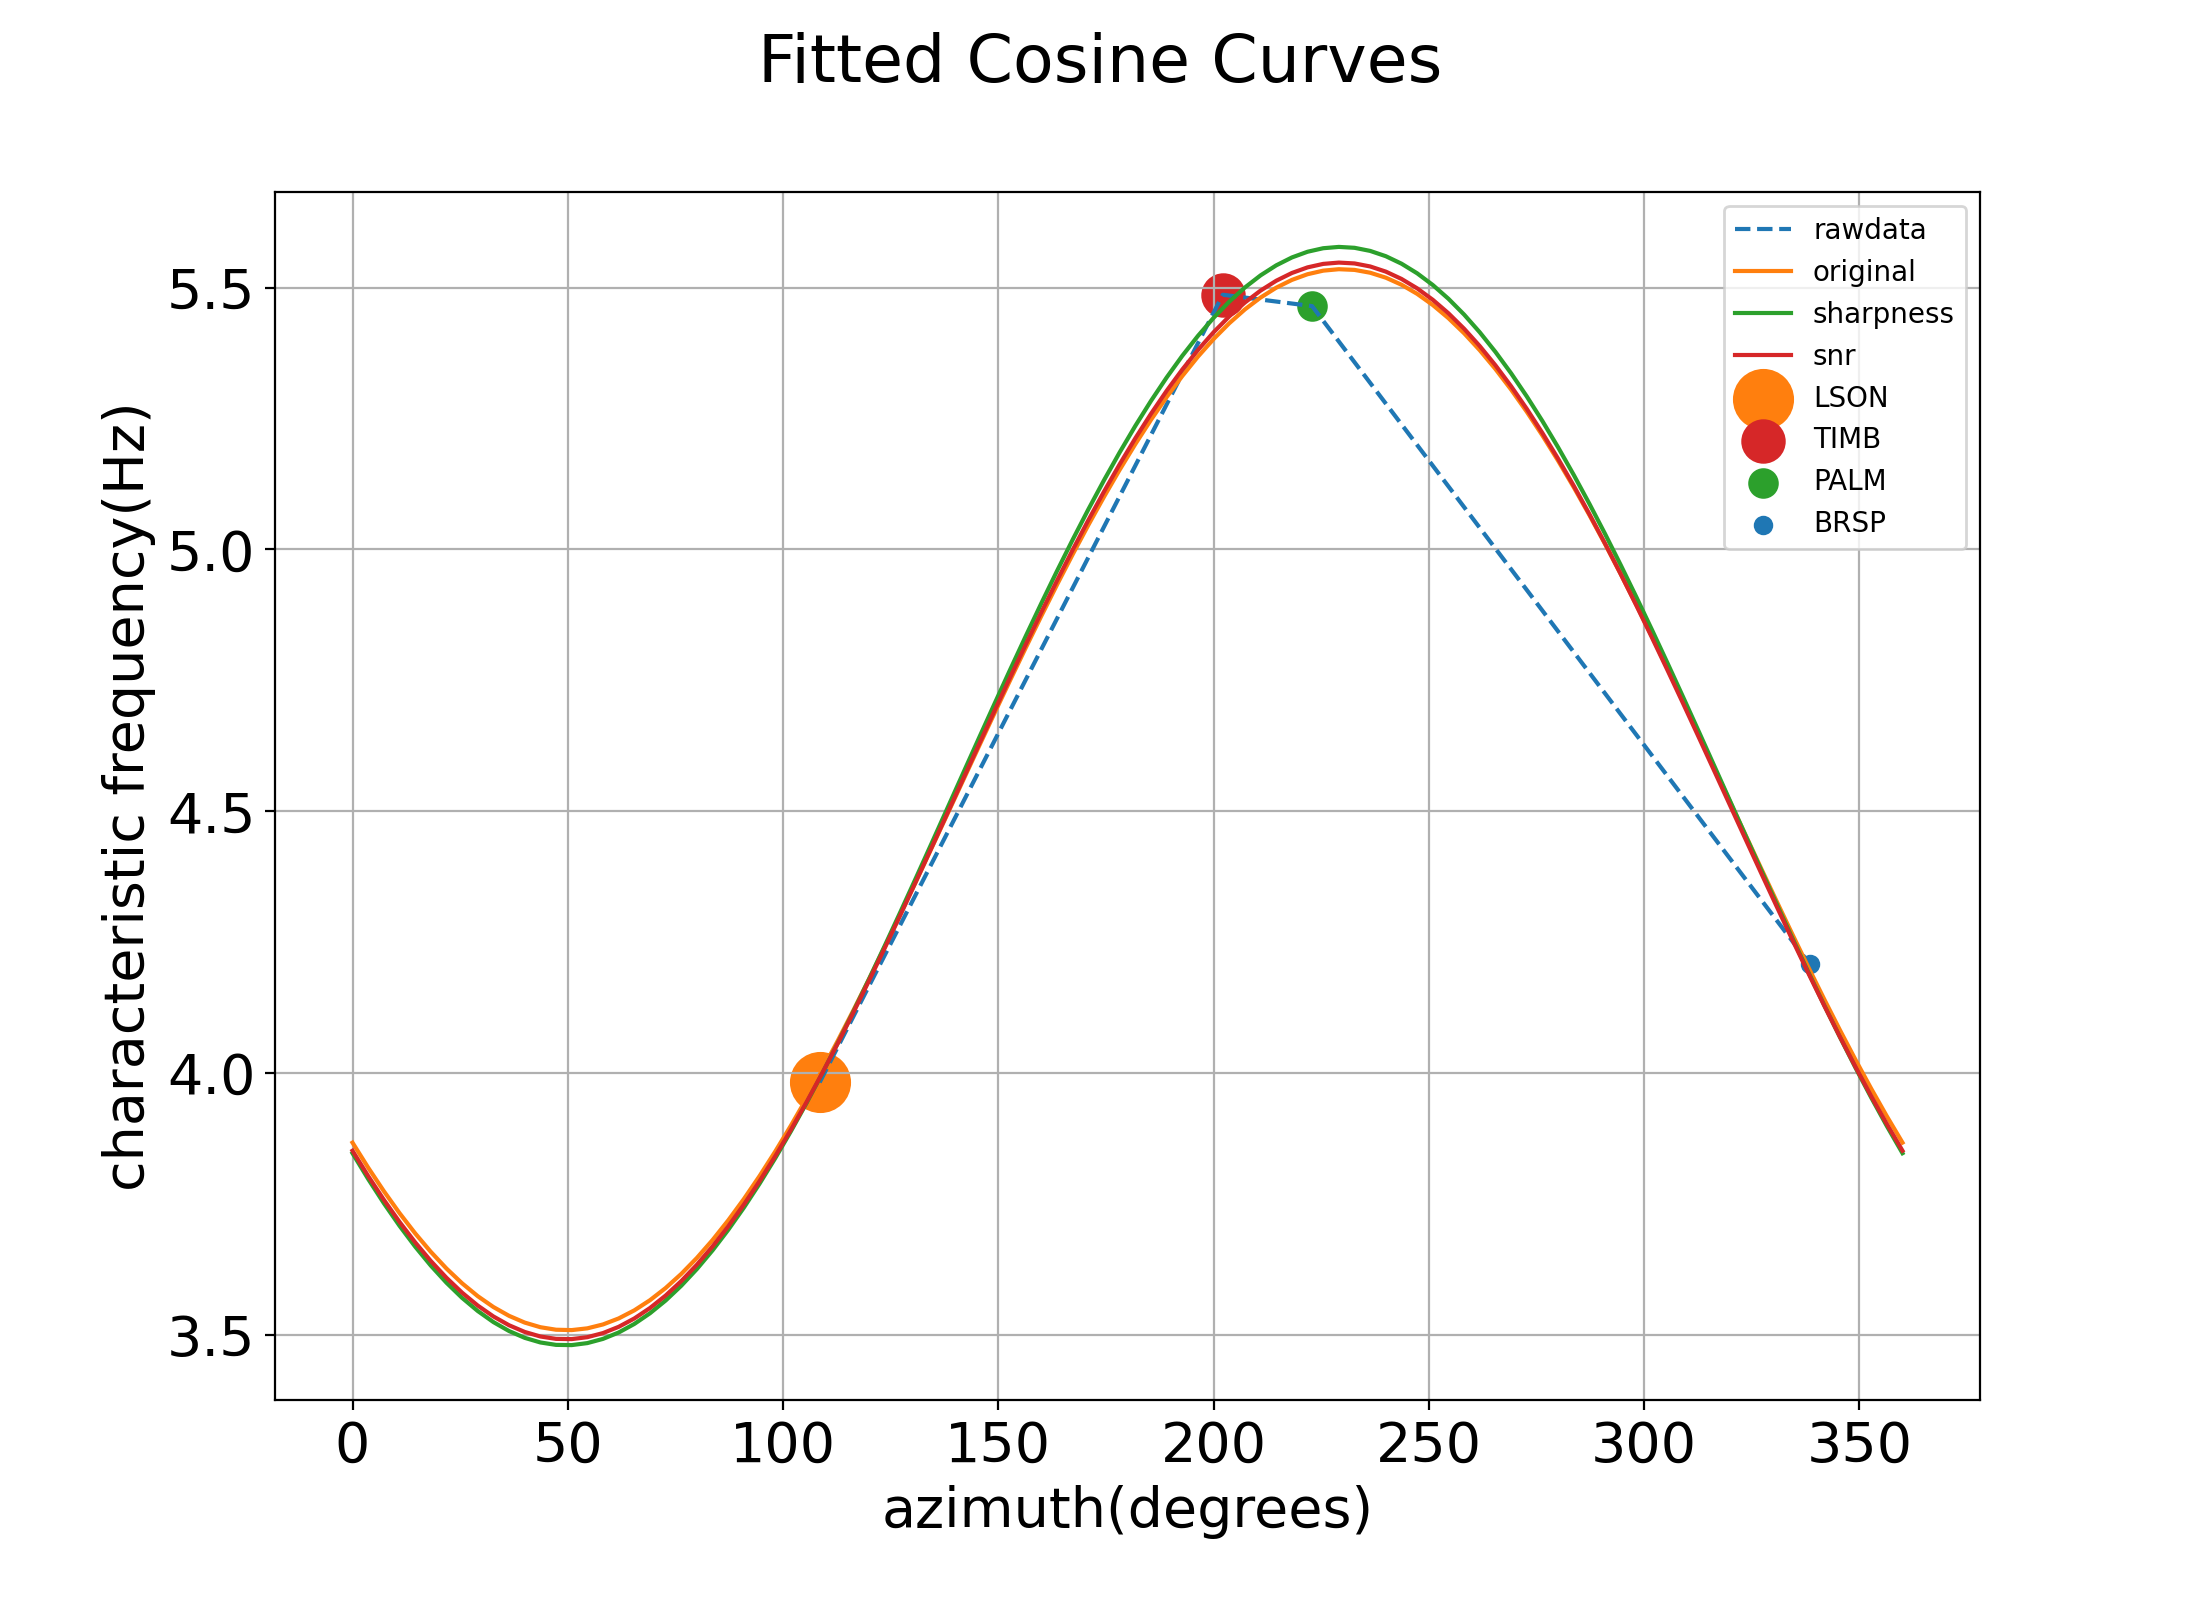 Fitted Cosine Curves
rawdata
original
sharpness
snr
LSON
TIMB
PALM
BRSP
characteristic frequency(Hz)
5.5
5.0
4.5
4.0
3.5
0 50 100 150 200 250 300 350
azimuth(degrees)